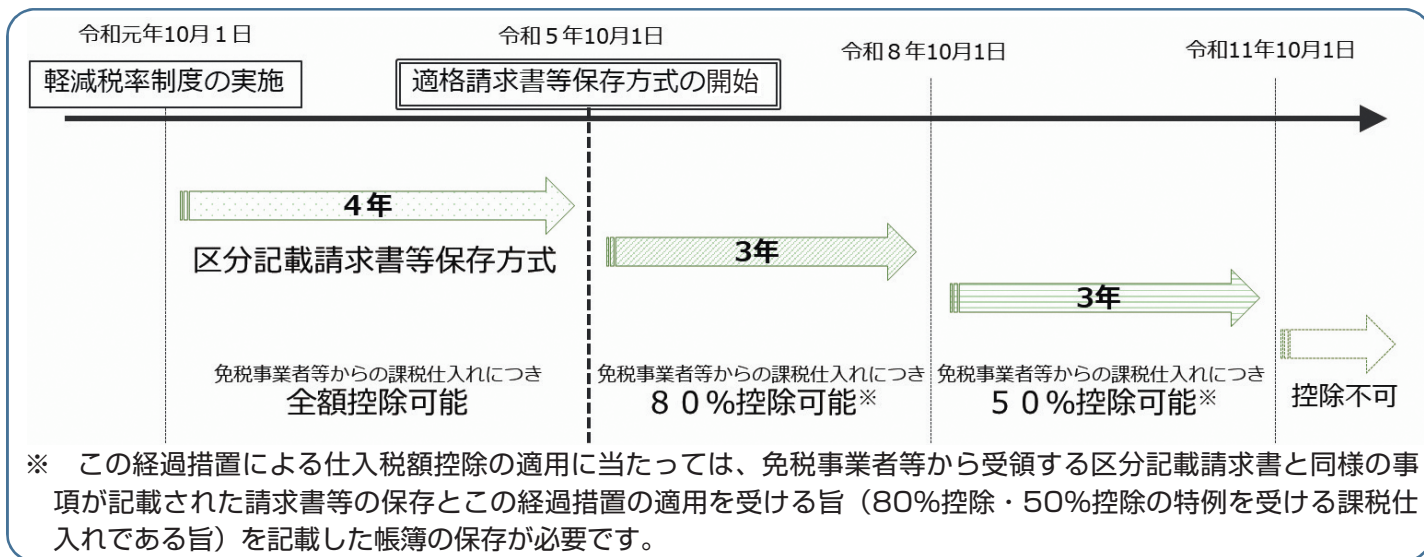 令和元年10月１日
令和５年10月1日
令和８年10月1日
令和11年10月1日
軽減税率制度の実施
適格請求書等保存方式の開始
４年
区分記載請求書等保存方式
3年
3年
免税事業者等からの課税仕入れにつき
全額控除可能
免税事業者等からの課税仕入れにつき
８０％控除可能※
免税事業者等からの課税仕入れにつき
５０％控除可能※
控除不可
※　この経過措置による仕入税額控除の適用に当たっては、免税事業者等から受領する区分記載請求書と同様の事
項が記載された請求書等の保存とこの経過措置の適用を受ける旨（80％控除・50％控除の特例を受ける課税仕
入れである旨）を記載した帳簿の保存が必要です。